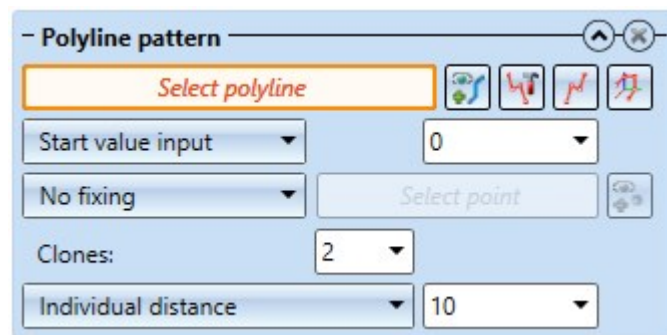 Polyline pattern
Select polyline
Start value input 0
No fixing Select point
Clones: 2
Individual distance 10